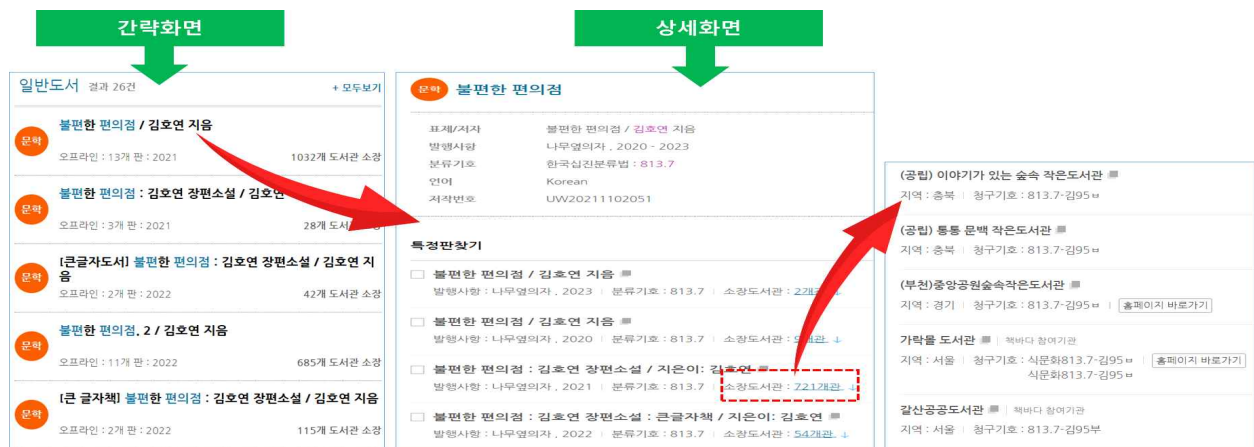 간략화면
일반도서 결과 26건 + 모두보기
문학
불편한 편의점 / 김호연 지음
오프라인 : 13개 판 : 2021 1032개 도서관 소장
문학
불편한 편의점 : 김호연 장편소설 / 김호연
오프라인 : 3개 판 : 2021 28개 도서관
문학
[큰글자도서] 불편한 편의점 : 김호연 장편소설 / 김호연 지
음
오프라인 : 2개 판 : 2022 42개 도서관 소장
문학
불편한 편의점. 2 / 김호연 지음
오프라인 : 11개 판 : 2022 685개 도서관 소장
문학
[큰 글자책] 불편한 편의점 : 김호연 장편소설 / 김호연 지음
오프라인 : 2개 판 : 2022 115개 도서관 소장
상세화면
문학 불편한 편의점
표제/저자 불편한 편의점 / 김호연 지음
발행사항 나무옆의자 , 2020 - 2023
분류기호 한국십진분류법 : 813.7
언어 Korean
저작번호 UW20211102051
특정판찾기
불편한 편의점 / 김호연 지음
발행사항 : 나무옆의자 , 2023 | 분류기호 : 813.7 | 소장도서관 : 2개관 ↓
불편한 편의점 / 김호연 지음
발행사항 : 나무옆의자 , 2020 | 분류기호 : 813.7 | 소장도서관 : ↓
불편한 편의점 : 김호연 장편소설 / 지은이: 김호연
발행사항 : 나무옆의자 , 2021 | 분류기호 : 813.7 | 소장도서관 : 721개관 ↓
불편한 편의점 : 김호연 장편소설 : 큰글자책 / 지은이: 김호연
발행사항 : 나무옆의자 , 2022 | 분류기호 : 813.7 | 소장도서관 : 54개관 ↓
(공립) 이야기가 있는 숲속 작은도서관
지역 : 충북 | 청구기호 : 813.7-김95ㅂ
(공립) 통통 문백 작은도서관
지역 : 충북 | 청구기호 : 813.7-김95ㅂ
(부천)중앙공원숲속작은도서관
지역 : 경기 | 청구기호 : 813.7-김95ㅂ | 홈페이지 바로가기
가락몰 도서관 | 책바다 참여기관
지역 : 서울 | 청구기호 : 식문화813.7-김95ㅂ | 홈페이지 바로가기
식문화813.7-김95ㅂ
갈산공공도서관 | 책바다 참여기관
지역 : 서울 | 청구기호 : 813.7-김95부